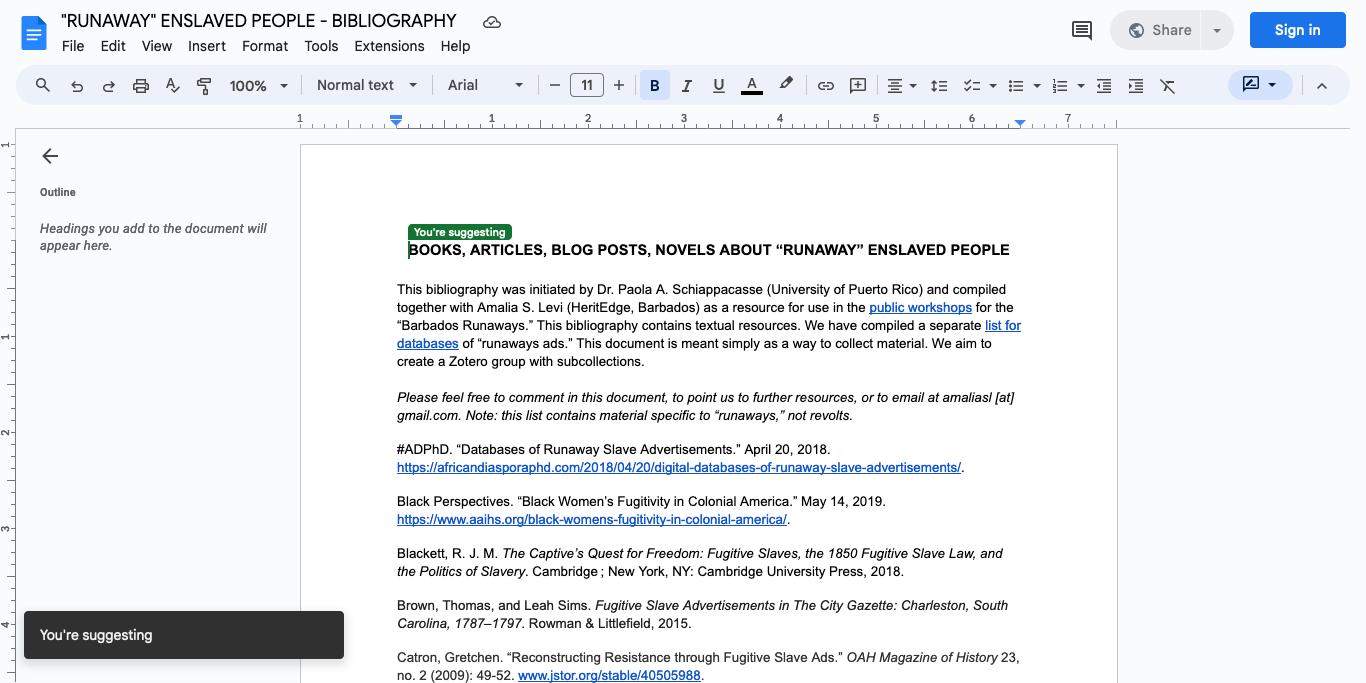 "RUNAWAY" ENSLAVED PEOPLE - BIBLIOGRAPHY
File Edit View Insert Format Tools Extensions Help
Share
Sign in
100% Normal text Arial 11 B I U A
1 1 2 3 4 5 6 7
1
1
2
3
4
Outline
Headings you add to the document will
appear here.
You're suggesting
BOOKS, ARTICLES, BLOG POSTS, NOVELS ABOUT “RUNAWAY” ENSLAVED PEOPLE
This bibliography was initiated by Dr. Paola A. Schiappacasse (University of Puerto Rico) and compiled
together with Amalia S. Levi (HeritEdge, Barbados) as a resource for use in the public workshops for the
“Barbados Runaways.” This bibliography contains textual resources. We have compiled a separate list for
databases of “runaways ads.” This document is meant simply as a way to collect material. We aim to
create a Zotero group with subcollections.
Please feel free to comment in this document, to point us to further resources, or to email at amaliasl [at]
gmail.com. Note: this list contains material specific to “runaways,” not revolts.
#ADPhD. “Databases of Runaway Slave Advertisements.” April 20, 2018.
https://africandiasporaphd.com/2018/04/20/digital-databases-of-runaway-slave-advertisements/.
Black Perspectives. “Black Women’s Fugitivity in Colonial America.” May 14, 2019.
https://www.aaihs.org/black-womens-fugitivity-in-colonial-america/.
Blackett, R. J. M. The Captive’s Quest for Freedom: Fugitive Slaves, the 1850 Fugitive Slave Law, and
the Politics of Slavery. Cambridge ; New York, NY: Cambridge University Press, 2018.
Brown, Thomas, and Leah Sims. Fugitive Slave Advertisements in The City Gazette: Charleston, South
Carolina, 1787–1797. Rowman & Littlefield, 2015.
Catron, Gretchen. “Reconstructing Resistance through Fugitive Slave Ads.” OAH Magazine of History 23,
no. 2 (2009): 49-52. www.jstor.org/stable/40505988.
You're suggesting